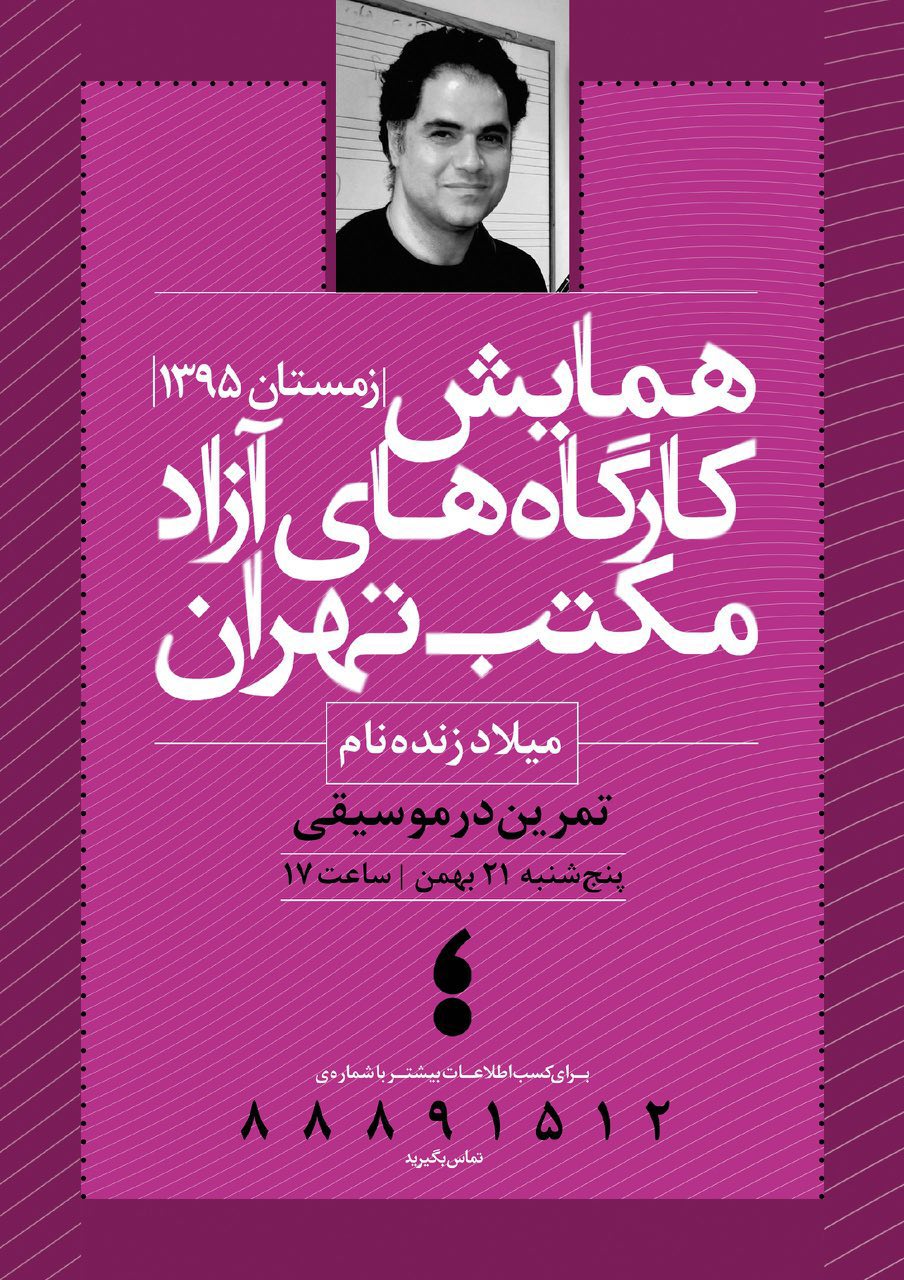 همایش |زمستان ۱۳۹۵|
کارگاه‌های آزاد
مکتب تهران
میلاد زنده‌نام
تمرین در موسیقی
پنج‌شنبه ۲۱ بهمن | ساعت ۱۷
برای کسب اطلاعات بیشتر با شماره‌ی
۸۸۸۹۱۵۱۲
تماس بگیرید